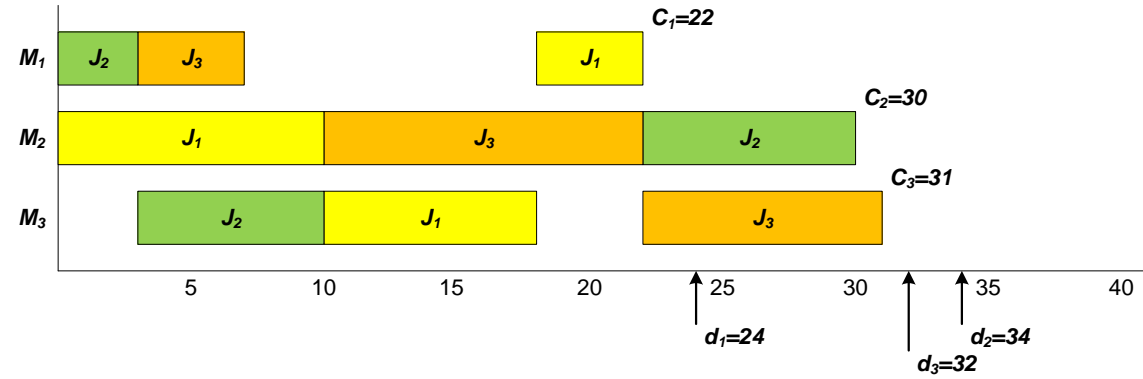 C₁=22
M₁ J₂ J₃ J₁
C₂=30
M₂ J₁ J₃ J₂
C₃=31
M₃ J₂ J₁ J₃
5 10 15 20 25 30 35 40
d₁=24 d₂=34
d₃=32